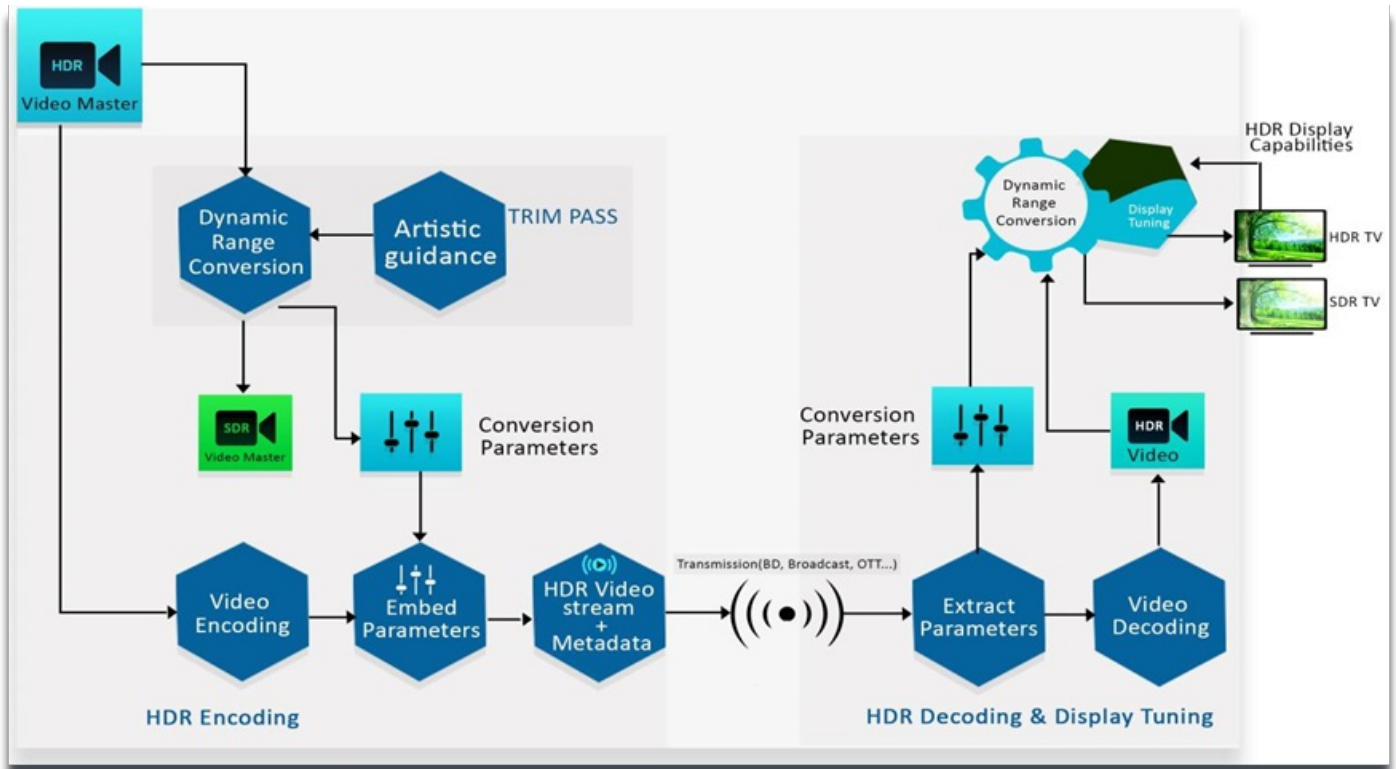 HDR
Video Master
HDR Display
Capabilities
Dynamic
Range
Conversion
Artistic
guidance
TRIM PASS
Dynamic
Range
Conversion
Display
Tuning
HDR TV
SDR TV
SDR
Video Master
Conversion
Parameters
Conversion
Parameters
HDR
Video
Video
Encoding
Embed
Parameters
HDR Video
stream
+
Metadata
Transmission(BD, Broadcast, OTT...)
Extract
Parameters
Video
Decoding
HDR Encoding
HDR Decoding & Display Tuning